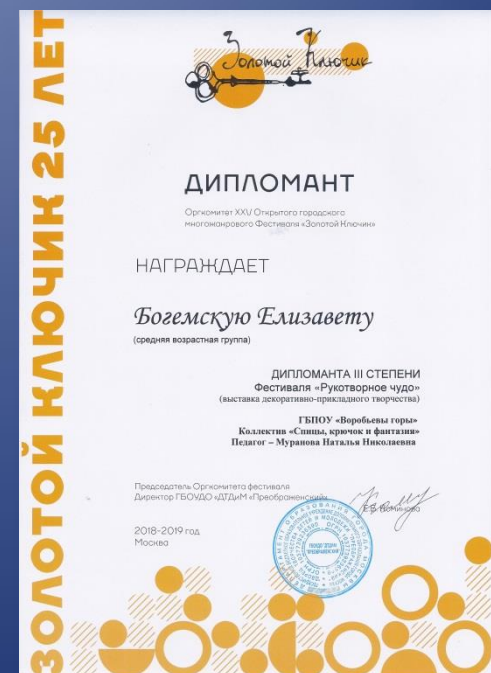 ЗОЛОТОЙ КЛЮЧИК 25 ЛЕТ
Золотой Ключик
ДИПЛОМАНТ
Оргкомитет XXV Открытого городского
многожанрового Фестиваля «Золотой Ключик»
НАГРАЖДАЕТ
Богемскую Елизавету
(средняя возрастная группа)
ДИПЛОМАНТА III СТЕПЕНИ
Фестиваля «Рукотворное чудо»
(выставка декоративно-прикладного творчества)
ГБПОУ «Воробьевы горы»
Коллектив «Спицы, крючок и фантазия»
Педагог – Муранова Наталья Николаевна
Председатель Оргкомитета фестиваля
Директор ГБОУДО «ДТДиМ «Преображенский»
2018-2019 год
Москва